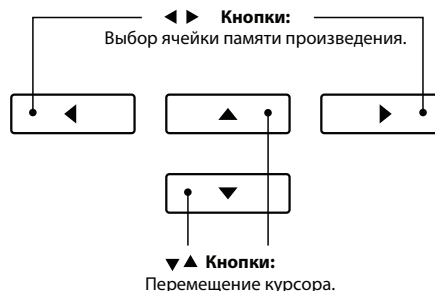 ◀ ▶ Кнопки:
Выбор ячейки памяти произведения.
◀
▲
▶
▼
▼▲ Кнопки:
Перемещение курсора.